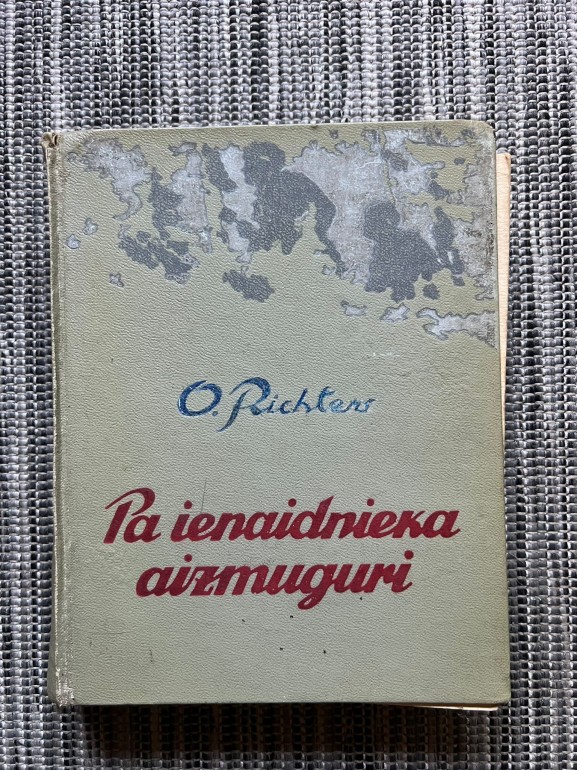 O. Richters
Pa ienaidnieka
aizmuguri